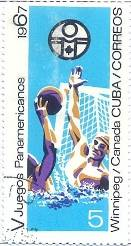 V Juegos Panamericanos 1967
Winnipeg/Canada CUBA/CORREOS
5